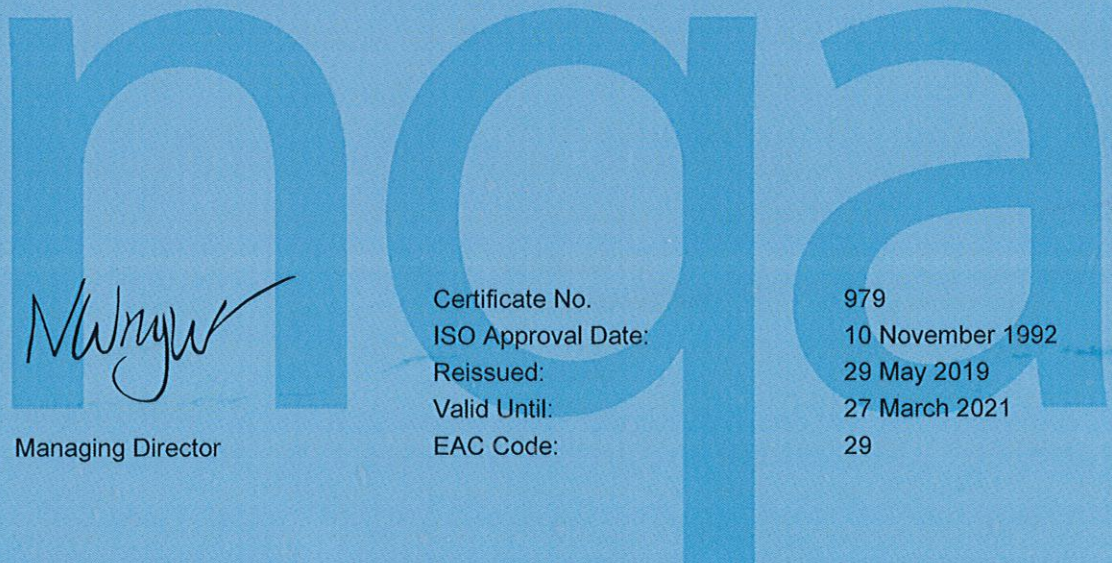 nqa
Certificate No. 979
ISO Approval Date: 10 November 1992
Reissued: 29 May 2019
Valid Until: 27 March 2021
EAC Code: 29
Managing Director